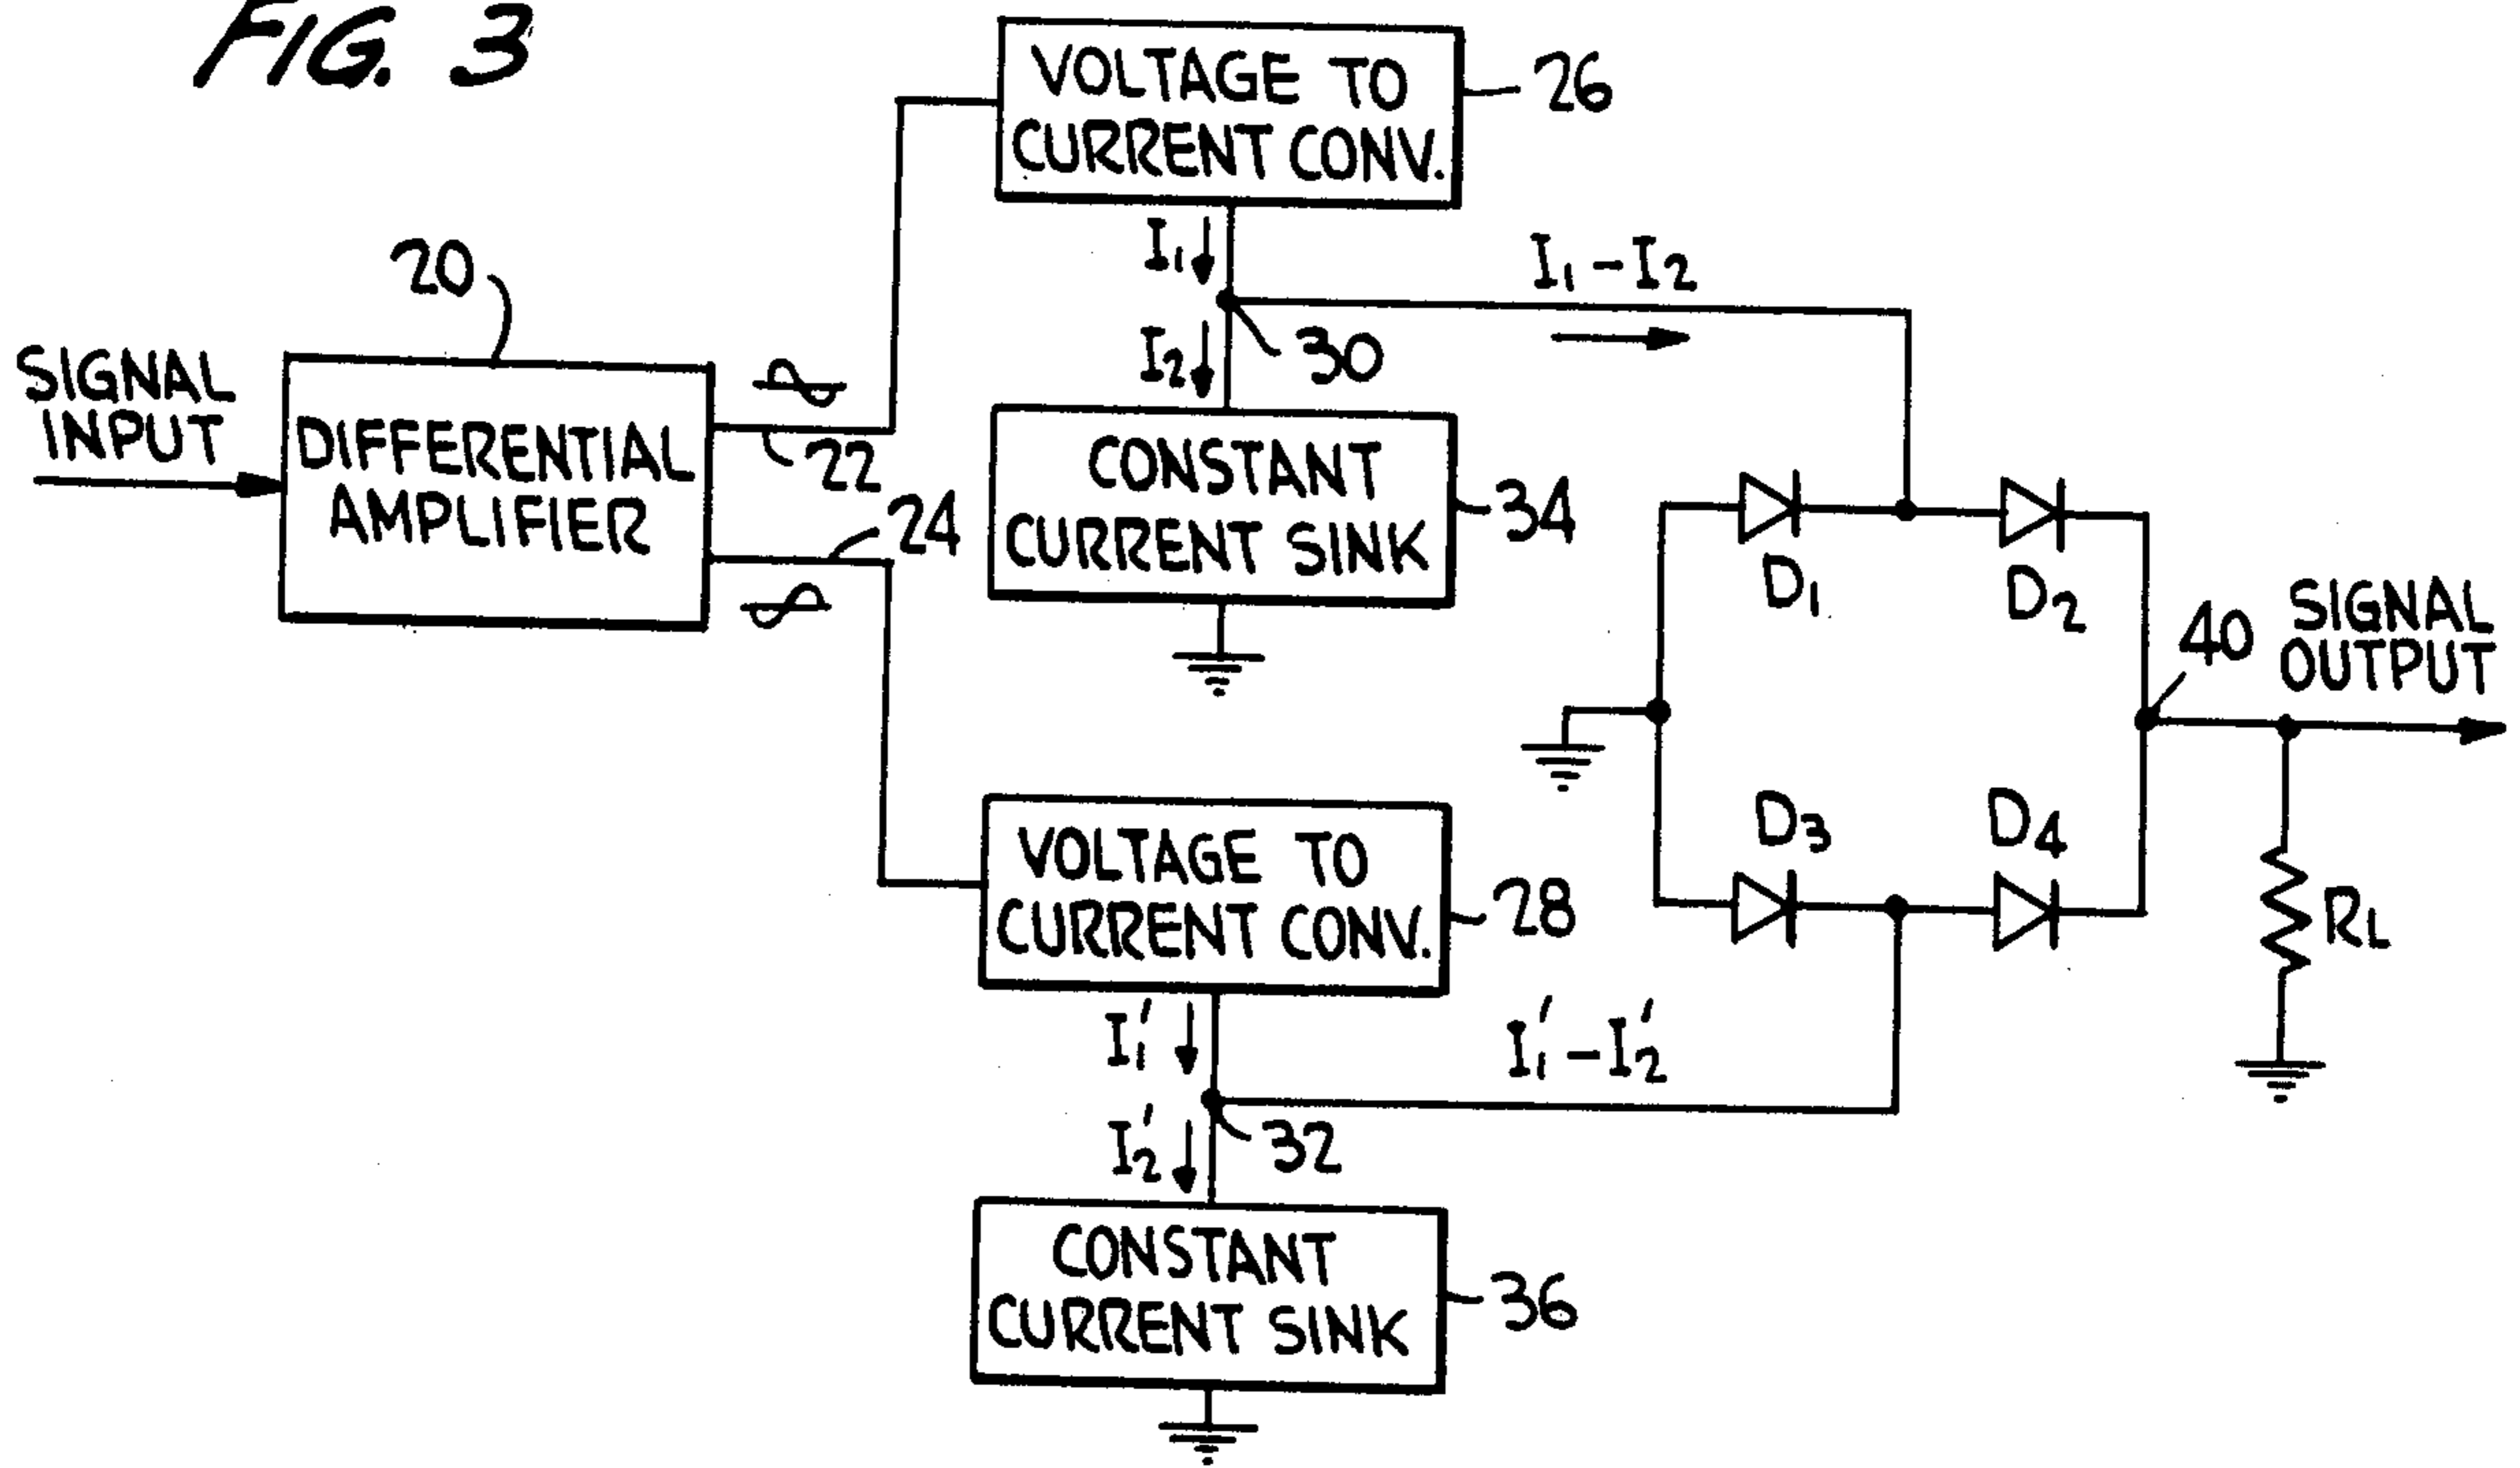 FIG. 3
VOLTAGE TO
CURRENT CONV.
26
I₁
I₁ - I₂
20
I₂
30
SIGNAL
INPUT
DIFFERENTIAL
AMPLIFIER
22
24
CONSTANT
CURRENT SINK
34
D₁
D₂
40
SIGNAL
OUTPUT
VOLTAGE TO
CURRENT CONV.
28
D₃
D₄
RL
I₁'
I₁' - I₂'
I₂'
32
CONSTANT
CURRENT SINK
36